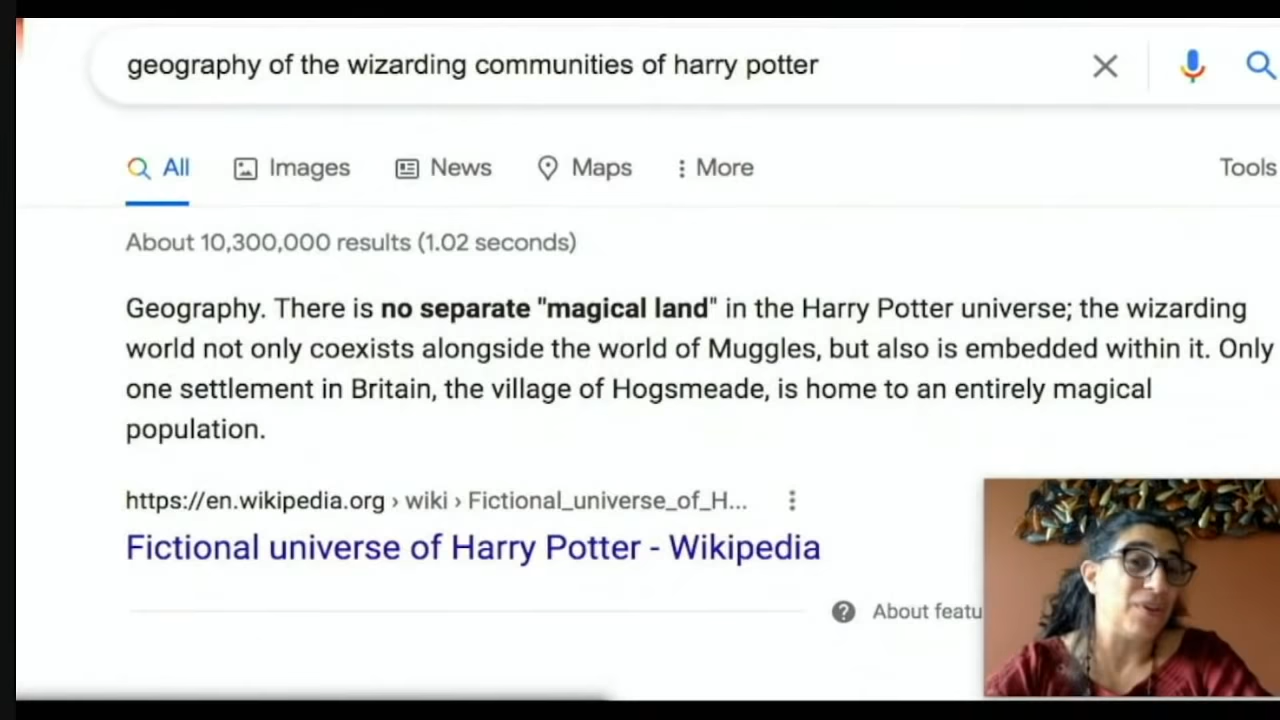 geography of the wizarding communities of harry potter
All Images News Maps More Tools
About 10,300,000 results (1.02 seconds)
Geography. There is no separate "magical land" in the Harry Potter universe; the wizarding
world not only coexists alongside the world of Muggles, but also is embedded within it. Only
one settlement in Britain, the village of Hogsmeade, is home to an entirely magical
population.
https://en.wikipedia.org › wiki › Fictional_universe_of_H...
Fictional universe of Harry Potter - Wikipedia
About featu